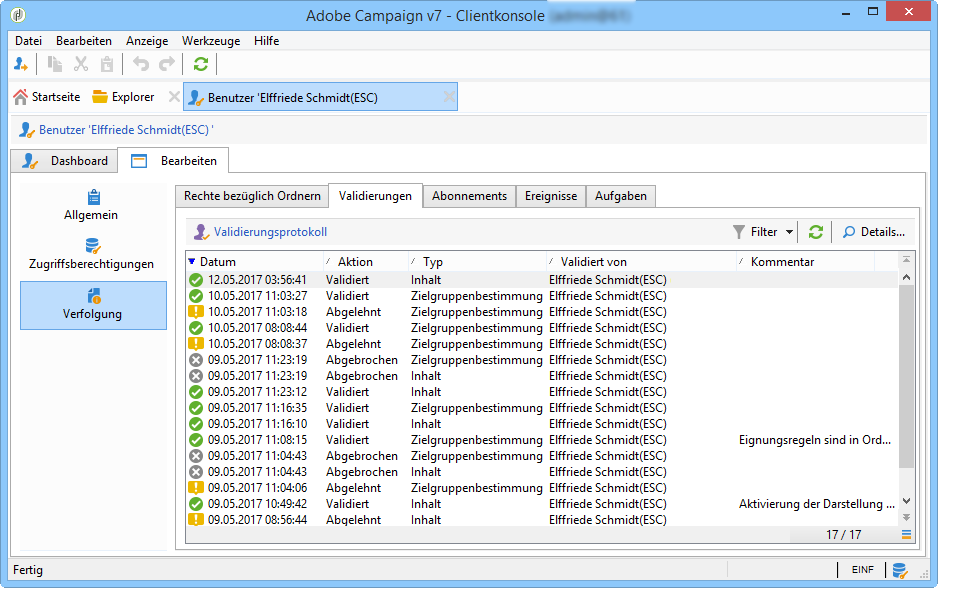 Adobe Campaign v7 - Clientkonsole
Datei Bearbeiten Anzeige Werkzeuge Hilfe
Startseite Explorer Benutzer 'Elffriede Schmidt(ESC)
Benutzer 'Elffriede Schmidt(ESC) '
Dashboard Bearbeiten
Allgemein
Zugriffsberechtigungen
Verfolgung
Rechte bezüglich Ordnern Validierungen Abonnements Ereignisse Aufgaben
Validierungsprotokoll Filter Details...
Datum Aktion Typ Validiert von Kommentar
12.05.2017 03:56:41 Validiert Inhalt Elffriede Schmidt(ESC)
10.05.2017 11:03:27 Validiert Zielgruppenbestimmung Elffriede Schmidt(ESC)
10.05.2017 11:03:18 Abgelehnt Zielgruppenbestimmung Elffriede Schmidt(ESC)
10.05.2017 08:08:44 Validiert Zielgruppenbestimmung Elffriede Schmidt(ESC)
10.05.2017 08:08:37 Abgelehnt Zielgruppenbestimmung Elffriede Schmidt(ESC)
09.05.2017 11:23:19 Abgebrochen Zielgruppenbestimmung Elffriede Schmidt(ESC)
09.05.2017 11:23:19 Abgebrochen Inhalt Elffriede Schmidt(ESC)
09.05.2017 11:23:12 Validiert Inhalt Elffriede Schmidt(ESC)
09.05.2017 11:16:35 Validiert Zielgruppenbestimmung Elffriede Schmidt(ESC)
09.05.2017 11:16:10 Validiert Inhalt Elffriede Schmidt(ESC)
09.05.2017 11:08:15 Validiert Zielgruppenbestimmung Elffriede Schmidt(ESC) Eignungsregeln sind in Ord...
09.05.2017 11:04:43 Abgebrochen Zielgruppenbestimmung Elffriede Schmidt(ESC)
09.05.2017 11:04:43 Abgebrochen Inhalt Elffriede Schmidt(ESC)
09.05.2017 11:04:06 Abgelehnt Zielgruppenbestimmung Elffriede Schmidt(ESC)
09.05.2017 10:49:42 Validiert Inhalt Elffriede Schmidt(ESC) Aktivierung der Darstellung ...
09.05.2017 08:56:44 Abgelehnt Inhalt Elffriede Schmidt(ESC)
17 / 17
Fertig EINF